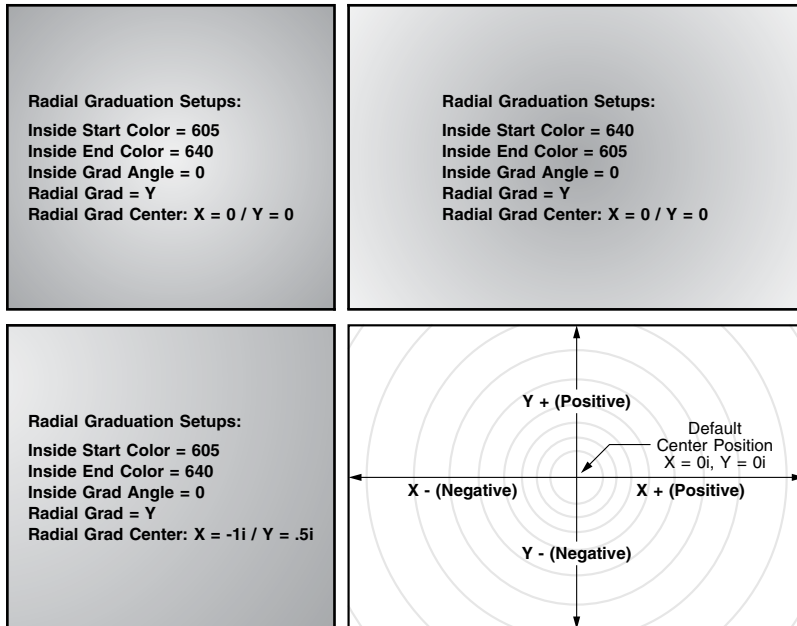 Radial Graduation Setups:
Inside Start Color = 605
Inside End Color = 640
Inside Grad Angle = 0
Radial Grad = Y
Radial Grad Center: X = 0 / Y = 0
Radial Graduation Setups:
Inside Start Color = 640
Inside End Color = 605
Inside Grad Angle = 0
Radial Grad = Y
Radial Grad Center: X = 0 / Y = 0
Radial Graduation Setups:
Inside Start Color = 605
Inside End Color = 640
Inside Grad Angle = 0
Radial Grad = Y
Radial Grad Center: X = -1i / Y = .5i
Y + (Positive)
Default
Center Position
X = 0i, Y = 0i
X - (Negative)
X + (Positive)
Y - (Negative)